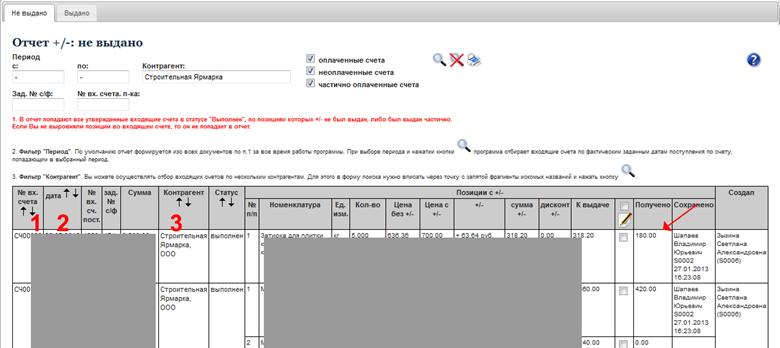 Не выдано
Выдано
Отчет +/-: не выдано
Период
с:
по:
Контрагент:
-
-
Строительная Ярмарка
оплаченные счета
неоплаченные счета
частично оплаченные счета
Зад. № с/ф:
№ вх. счета. п-ка:
1. В отчет попадают все утвержденные входящие счета в статусе "Выполнен", по позициям которых +/- не был выдан, либо был выдан частично.
Если Вы не выровняли позиции во входящем счете, то он не попадает в отчет.
2. Фильтр "Период". По умолчанию отчет формируется изо всех документов по п.1 за все время работы программы. При выборе периода и нажатии кнопки программа отбирает входящие счета по фактическим заданным датам поступления по счету,
попадающим в выбранный период.
3. Фильтр "Контрагент". Вы можете осуществлять отбор входящих счетов по нескольким контрагентам. Для этого в форму поиска нужно вписать через точку с запятой фрагменты искомых названий и нажать кнопку .
№ вх. счета
дата
№ вх. сч. пост.
зад. № с/ф
Сумма
Контрагент
Статус
Позиции с +/-
Создал
№ п/п
Номенклатура
Ед. изм.
Кол-во
Цена без +/-
Цена с +/-
+/-
сумма +/-
дисконт +/-
К выдаче
Получено
Сохранено
1
2
3
Строительная Ярмарка, ООО
выполнен
1
Затирка для плитки
кг
5,000
636,36
700,00
+ 63,64 руб.
318.20
0.00
318.20
180.00
Шапаев Владимир Юрьевич S0002 27.01.2013 16:23:08
Зызина Светлана Александровна (S0006)
СЧ00
Строительная Ярмарка, ООО
выполнен
1
М
60.00
420.00
Шапаев Владимир Юрьевич S0002 27.01.2013 16:23:08
Зызина Светлана Александровна (S0006)
2
М
40.00
0.00